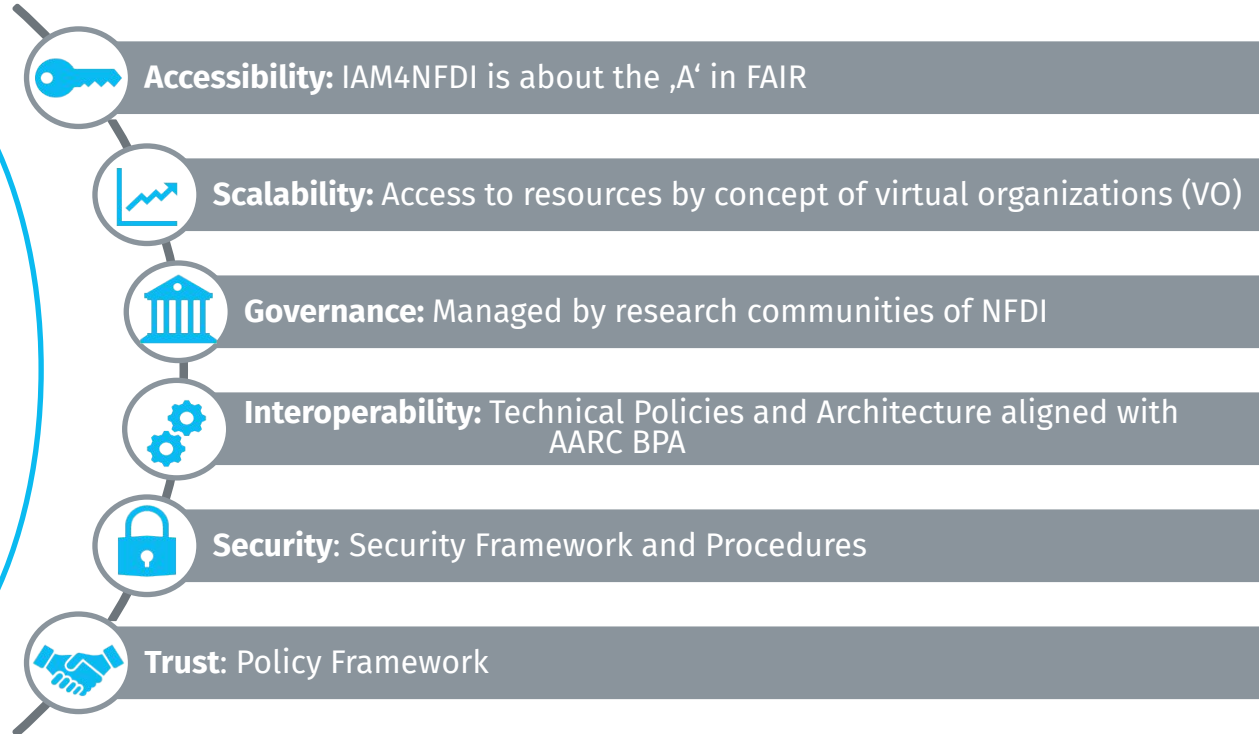 Accessibility: IAM4NFDI is about the ‚A‘ in FAIR
Scalability: Access to resources by concept of virtual organizations (VO)
Governance: Managed by research communities of NFDI
Interoperability: Technical Policies and Architecture aligned with
AARC BPA
Security: Security Framework and Procedures
Trust: Policy Framework